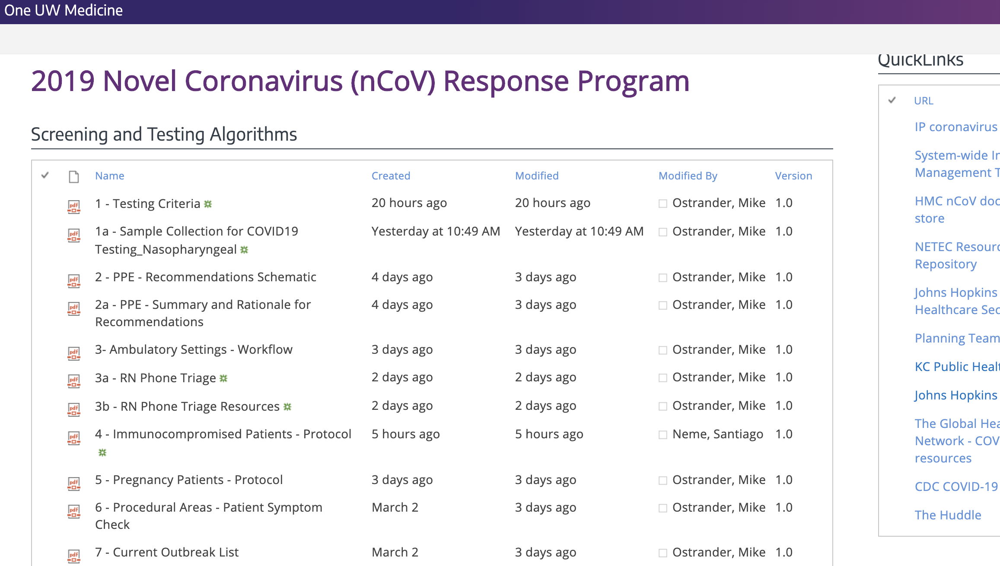 One UW Medicine
2019 Novel Coronavirus (nCoV) Response Program
Screening and Testing Algorithms
Name Created Modified Modified By Version
1 - Testing Criteria 20 hours ago 20 hours ago Ostrander, Mike 1.0
1a - Sample Collection for COVID19 Yesterday at 10:49 AM Yesterday at 10:49 AM Ostrander, Mike 1.0
Testing_Nasopharyngeal
2 - PPE - Recommendations Schematic 4 days ago 3 days ago Ostrander, Mike 1.0
2a - PPE - Summary and Rationale for 4 days ago 3 days ago Ostrander, Mike 1.0
Recommendations
3- Ambulatory Settings - Workflow 3 days ago 3 days ago Ostrander, Mike 1.0
3a - RN Phone Triage 2 days ago 2 days ago Ostrander, Mike 1.0
3b - RN Phone Triage Resources 2 days ago 2 days ago Ostrander, Mike 1.0
4 - Immunocompromised Patients - Protocol 5 hours ago 5 hours ago Neme, Santiago 1.0
5 - Pregnancy Patients - Protocol 3 days ago 3 days ago Ostrander, Mike 1.0
6 - Procedural Areas - Patient Symptom March 2 3 days ago Ostrander, Mike 1.0
Check
7 - Current Outbreak List March 2 3 days ago Ostrander, Mike 1.0
QuickLinks
URL
IP coronavirus
System-wide
Management
HMC nCoV
store
NETEC
Repository
Johns Hopkins
Healthcare
Planning Team
KC Public
Johns Hopkins
The Global
Network -
resources
CDC COVID-19
The Huddle